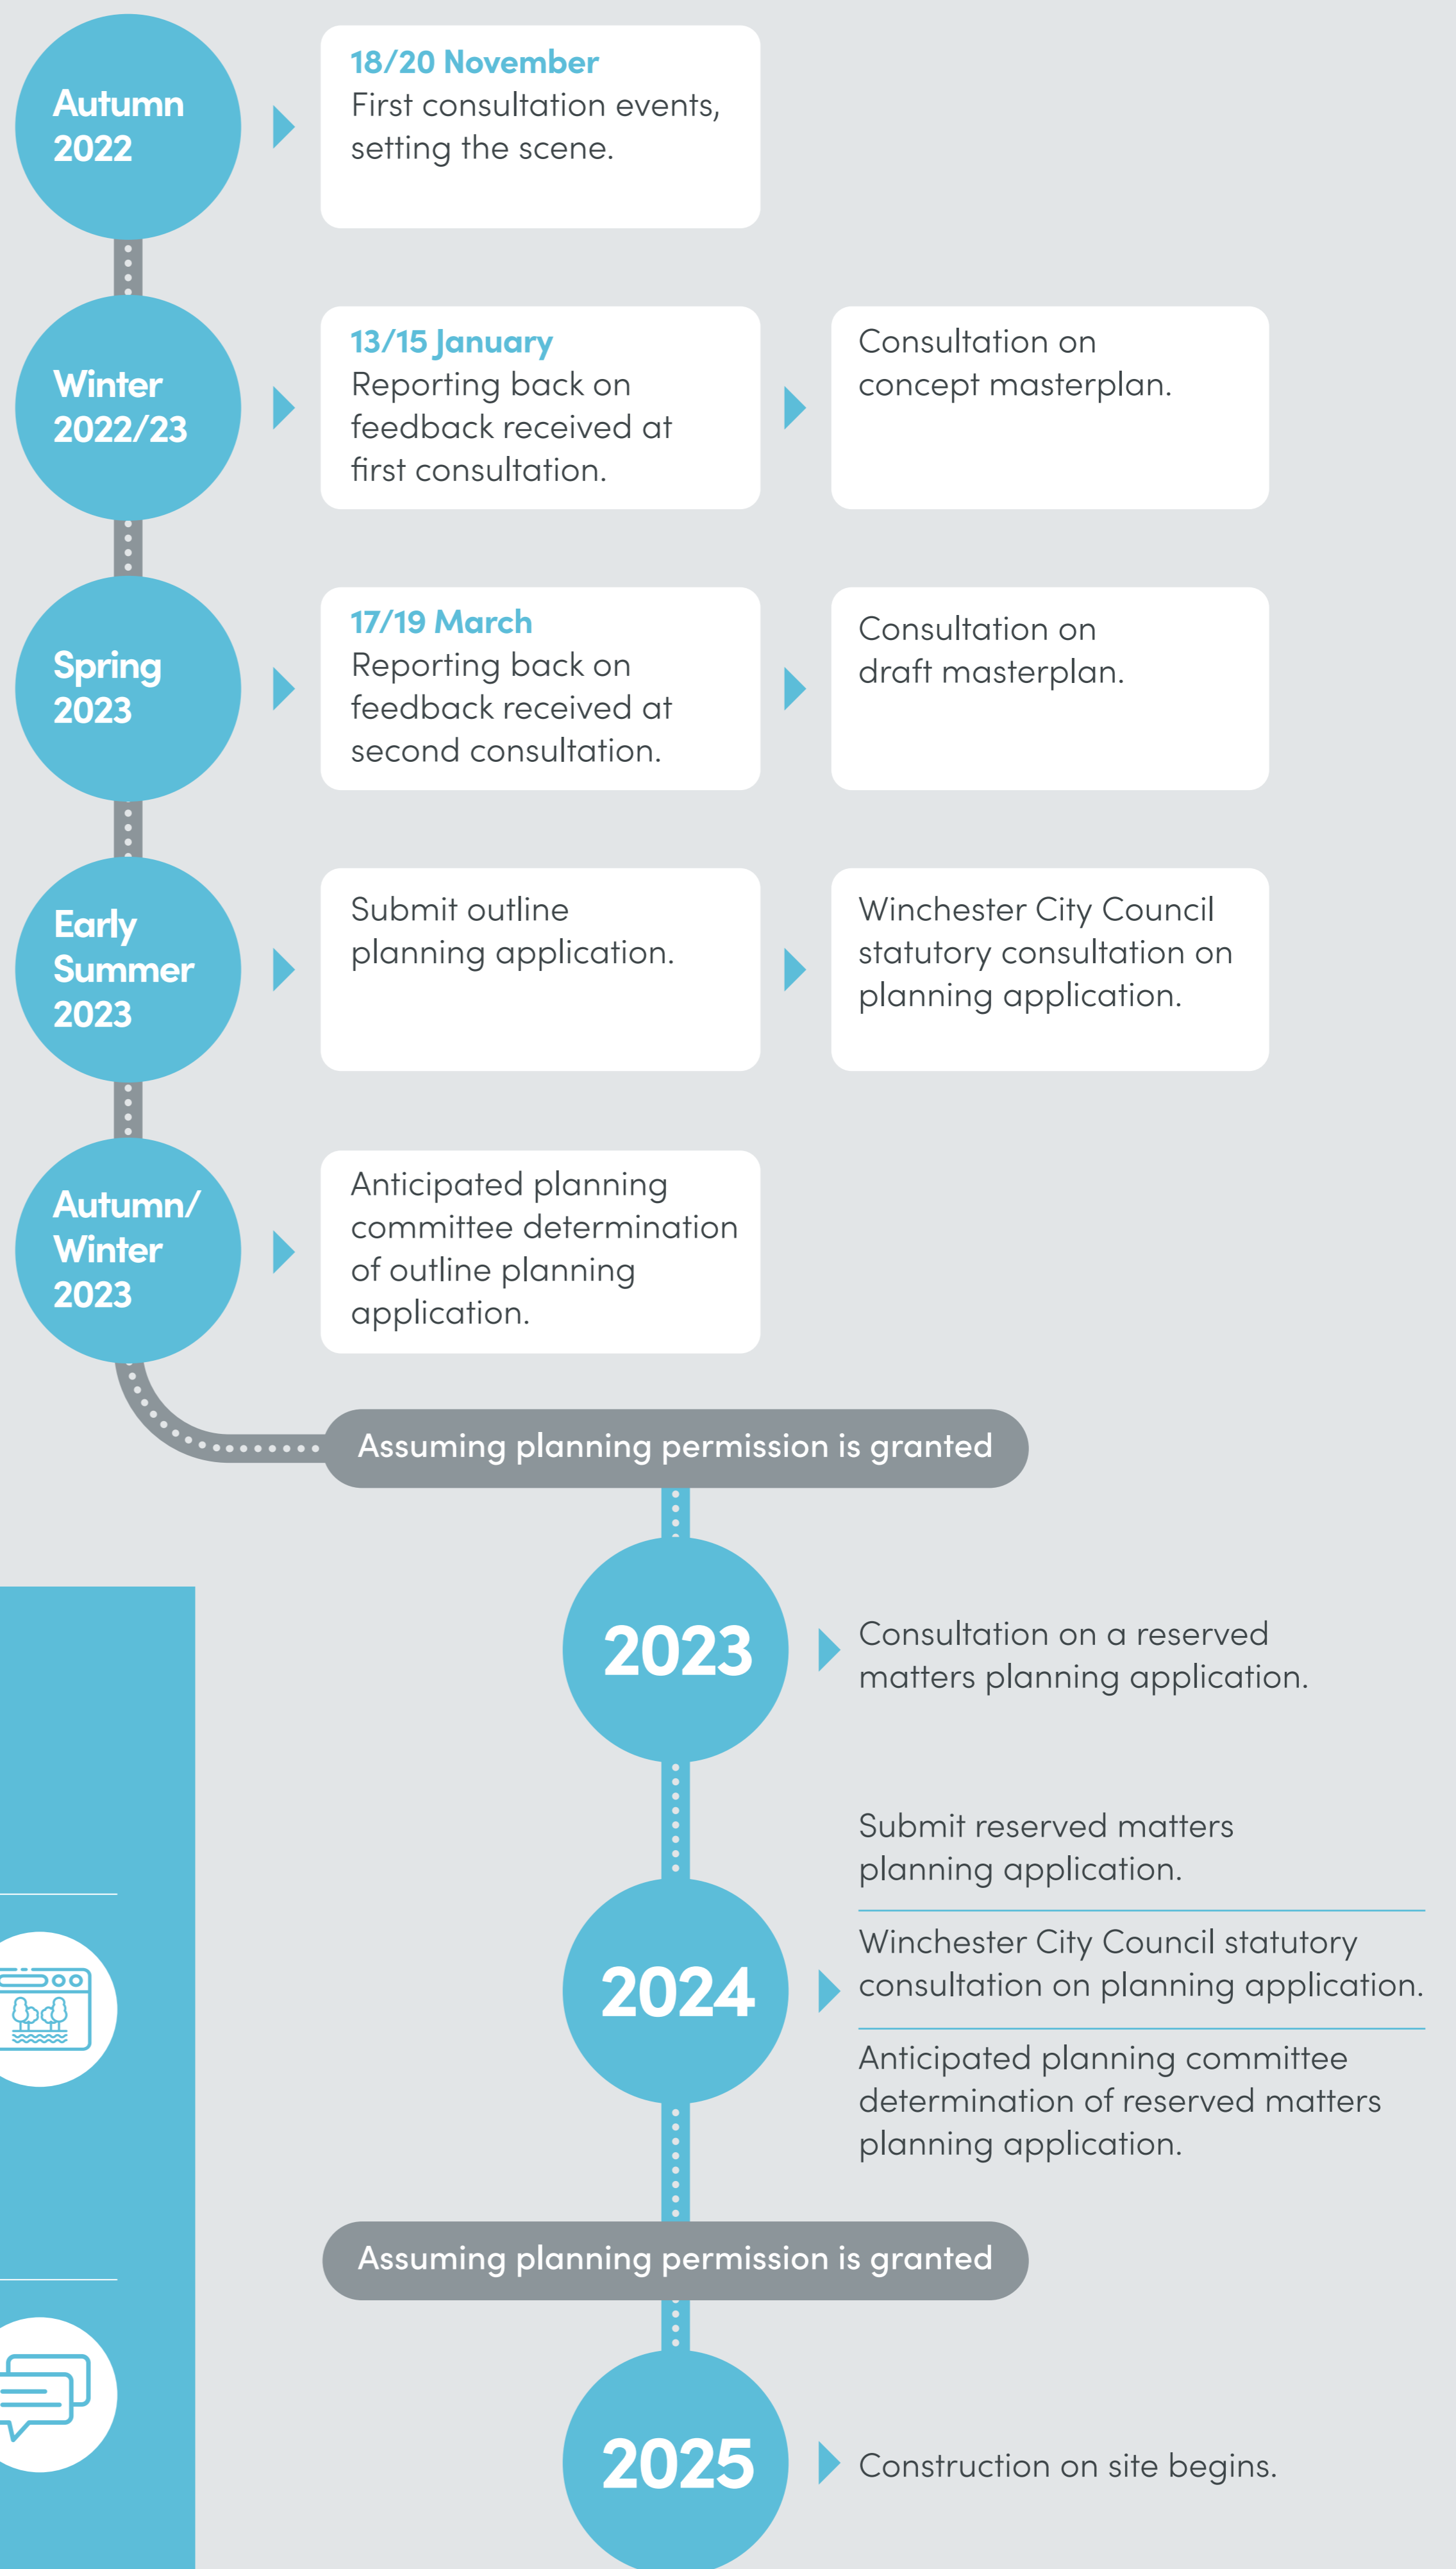 Autumn
2022
18/20 November
First consultation events,
setting the scene.
Winter
2022/23
13/15 January
Reporting back on
feedback received at
first consultation.
Consultation on
concept masterplan.
Spring
2023
17/19 March
Reporting back on
feedback received at
second consultation.
Consultation on
draft masterplan.
Early
Summer
2023
Submit outline
planning application.
Winchester City Council
statutory consultation on
planning application.
Autumn/
Winter
2023
Anticipated planning
committee determination
of outline planning
application.
Assuming planning permission is granted
2023
Consultation on a reserved
matters planning application.
2024
Submit reserved matters
planning application.
Winchester City Council statutory
consultation on planning application.
Anticipated planning committee
determination of reserved matters
planning application.
Assuming planning permission is granted
2025
Construction on site begins.